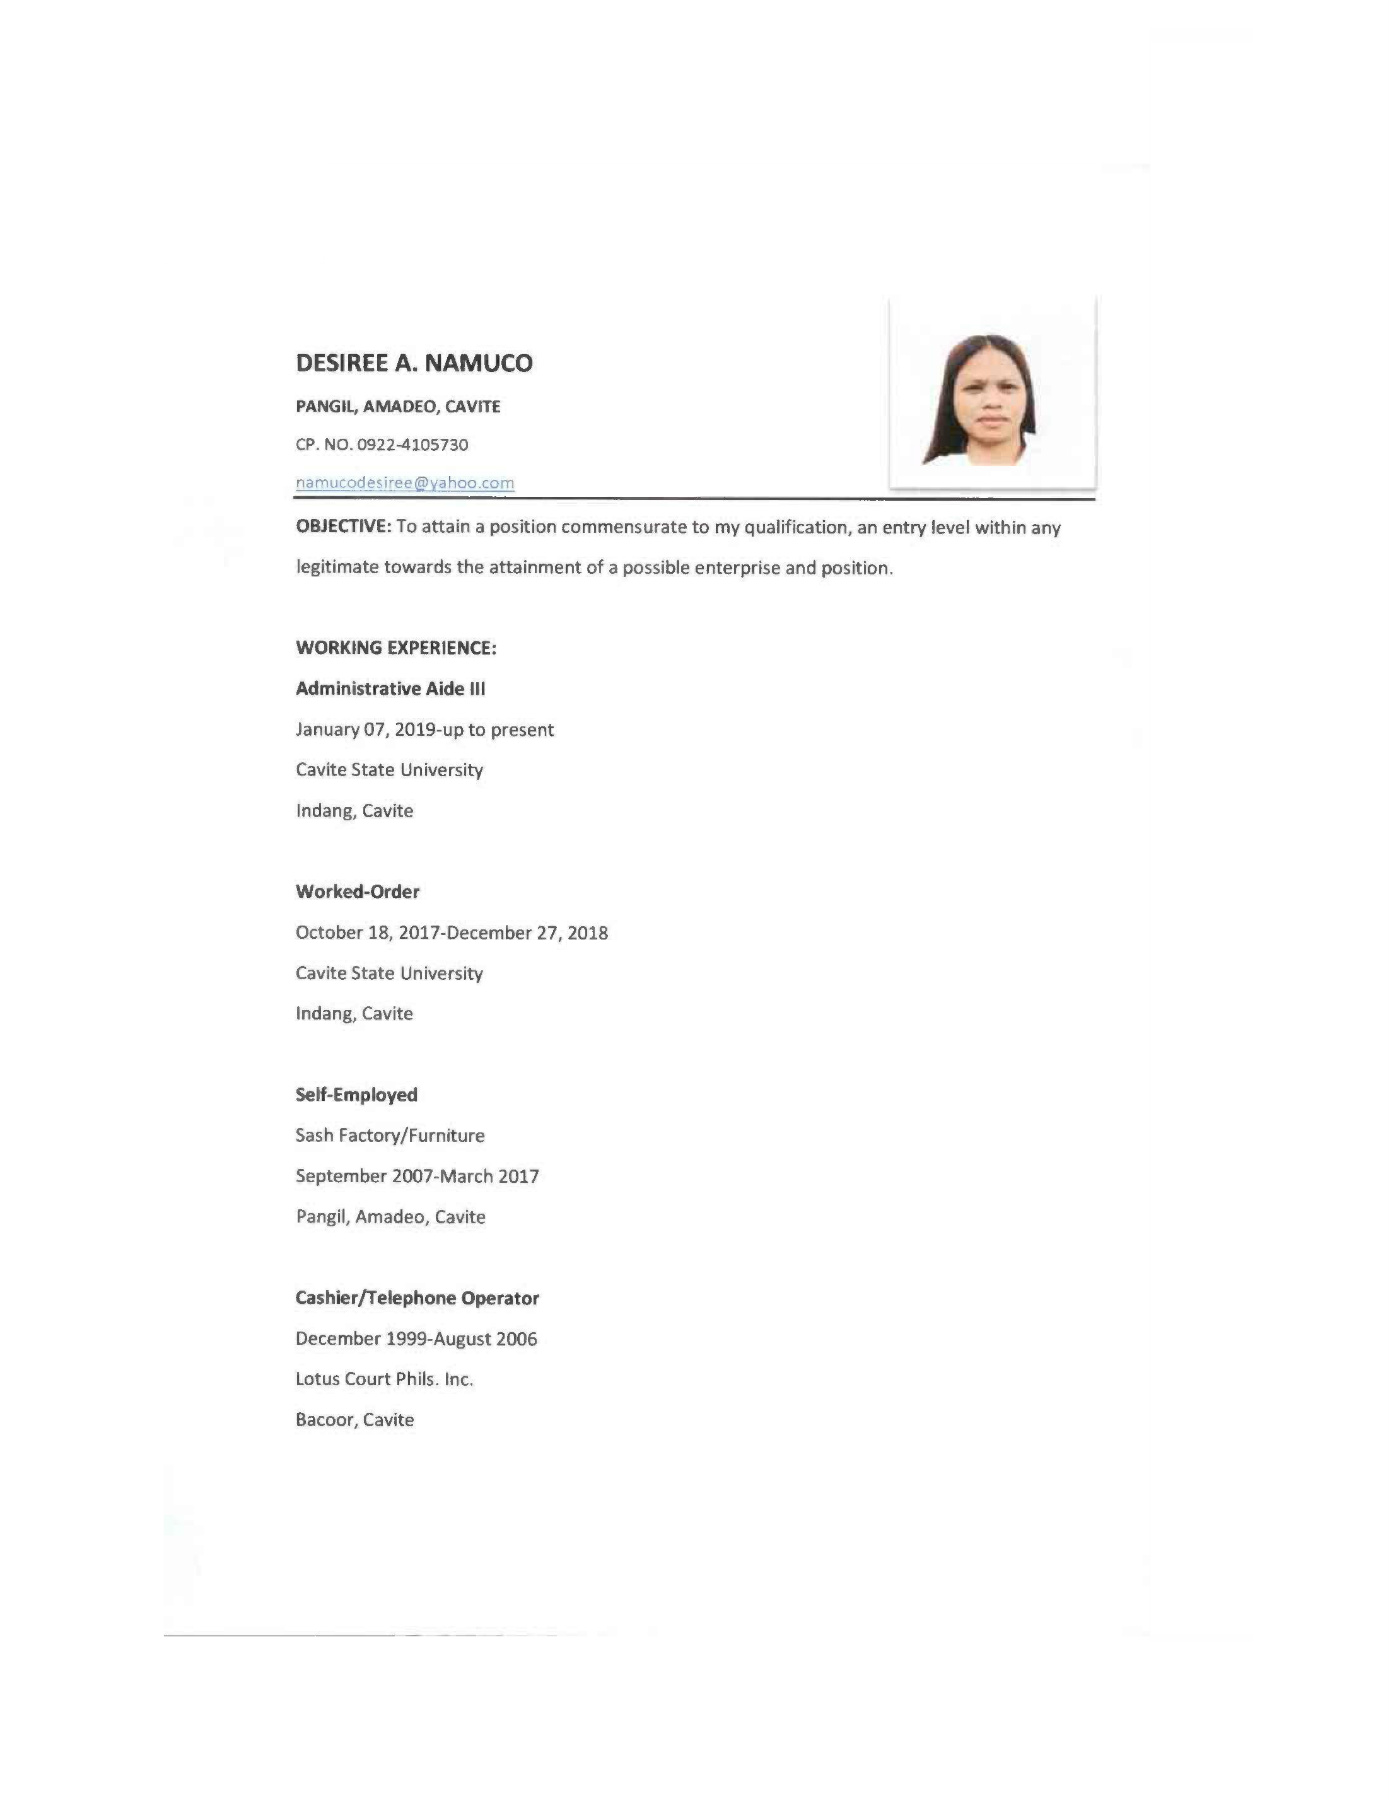 DESIREE A. NAMUCO
PANGIL, AMADEO, CAVITE
CP. NO. 0922-4105730
namucodesiree@yahoo.com
OBJECTIVE: To attain a position commensurate to my qualification, an entry level within any
legitimate towards the attainment of a possible enterprise and position.
WORKING EXPERIENCE:
Administrative Aide III
January 07, 2019-up to present
Cavite State University
Indang, Cavite
Worked-Order
October 18, 2017-December 27, 2018
Cavite State University
Indang, Cavite
Self-Employed
Sash Factory/Furniture
September 2007-March 2017
Pangil, Amadeo, Cavite
Cashier/Telephone Operator
December 1999-August 2006
Lotus Court Phils. Inc.
Bacoor, Cavite